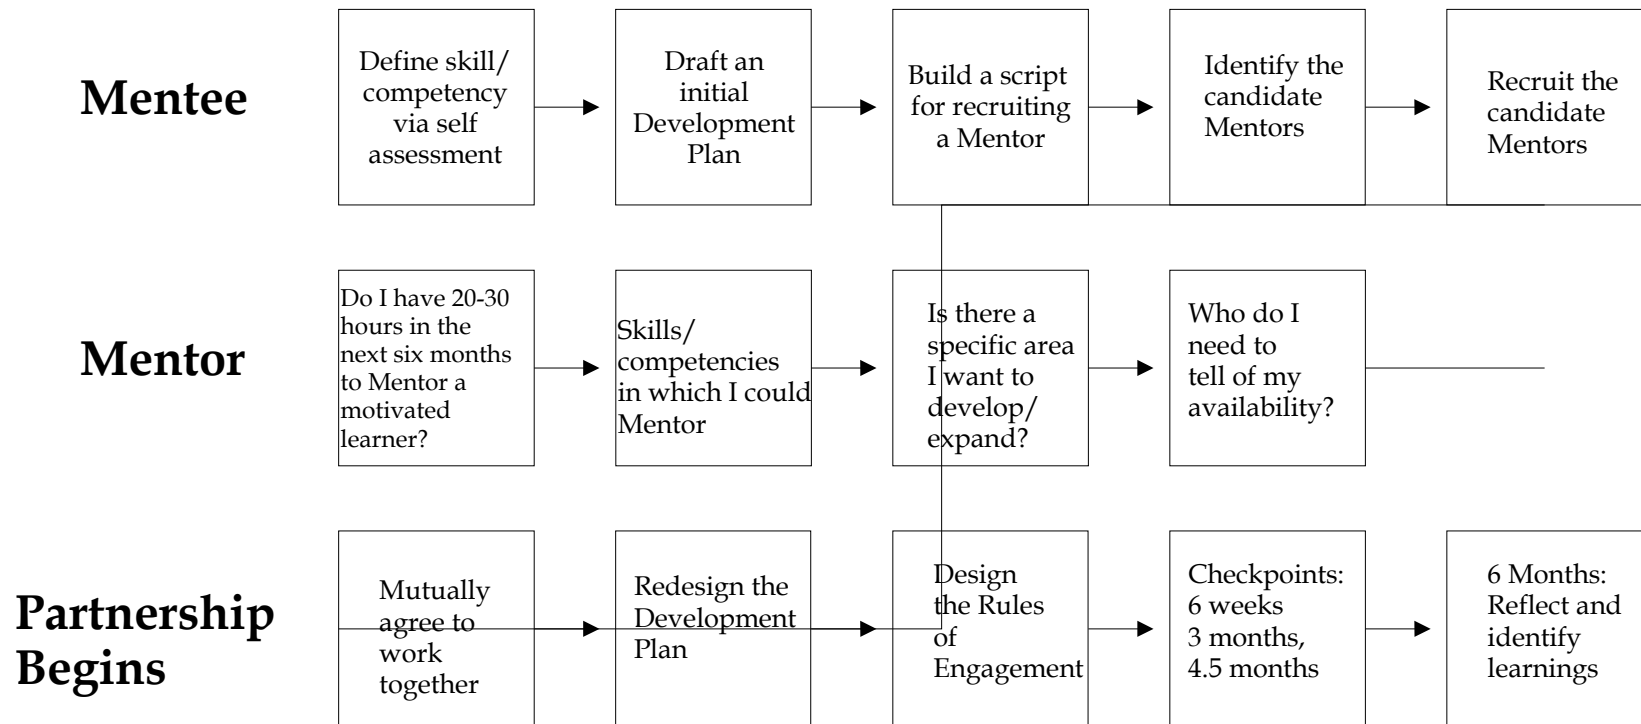 Mentee
Define skill/
competency
via self
assessment
Draft an
initial
Development
Plan
Build a script
for recruiting
a Mentor
Identify the
candidate
Mentors
Recruit the
candidate
Mentors
Mentor
Do I have 20-30
hours in the
next six months
to Mentor a
motivated
learner?
Skills/
competencies
in which I could
Mentor
Is there a
specific area
I want to
develop/
expand?
Who do I
need to
tell of my
availability?
Partnership
Begins
Mutually
agree to
work
together
Redesign the
Development
Plan
Design
the Rules
of
Engagement
Checkpoints:
6 weeks
3 months,
4.5 months
6 Months:
Reflect and
identify
learnings